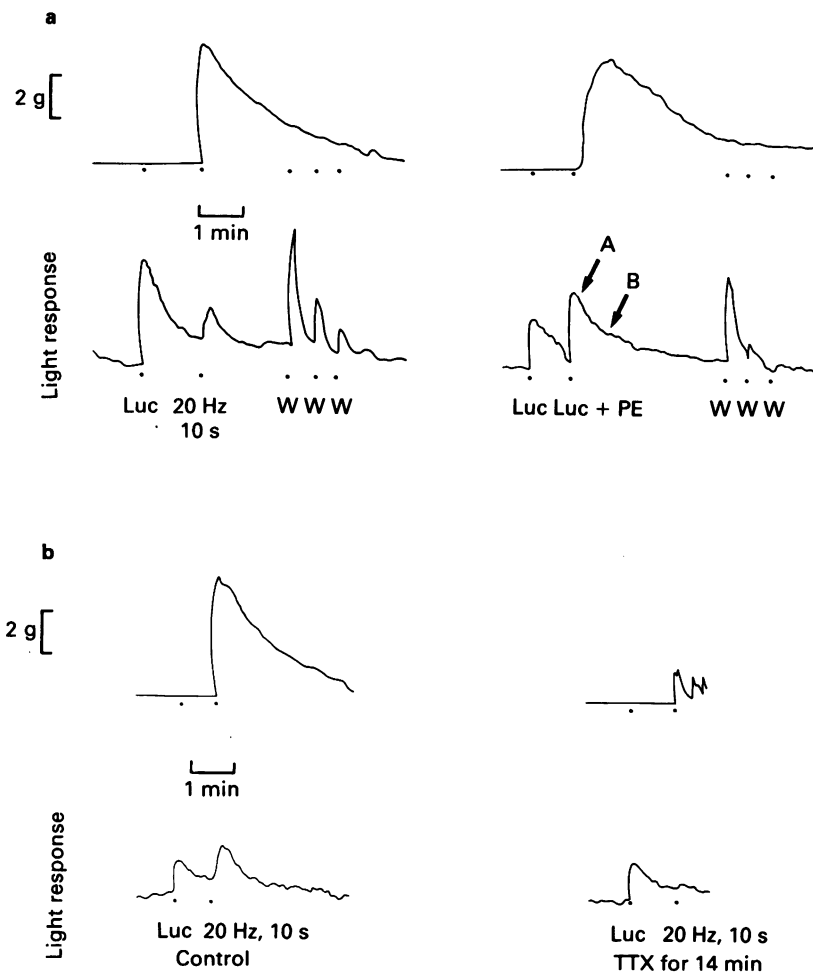 a
2 g
1 min
Light response
A
B
Luc 20 Hz
10 s
W W W
Luc Luc + PE
W W W
b
2 g
1 min
Light response
Luc 20 Hz, 10 s
Control
Luc 20 Hz, 10 s
TTX for 14 min